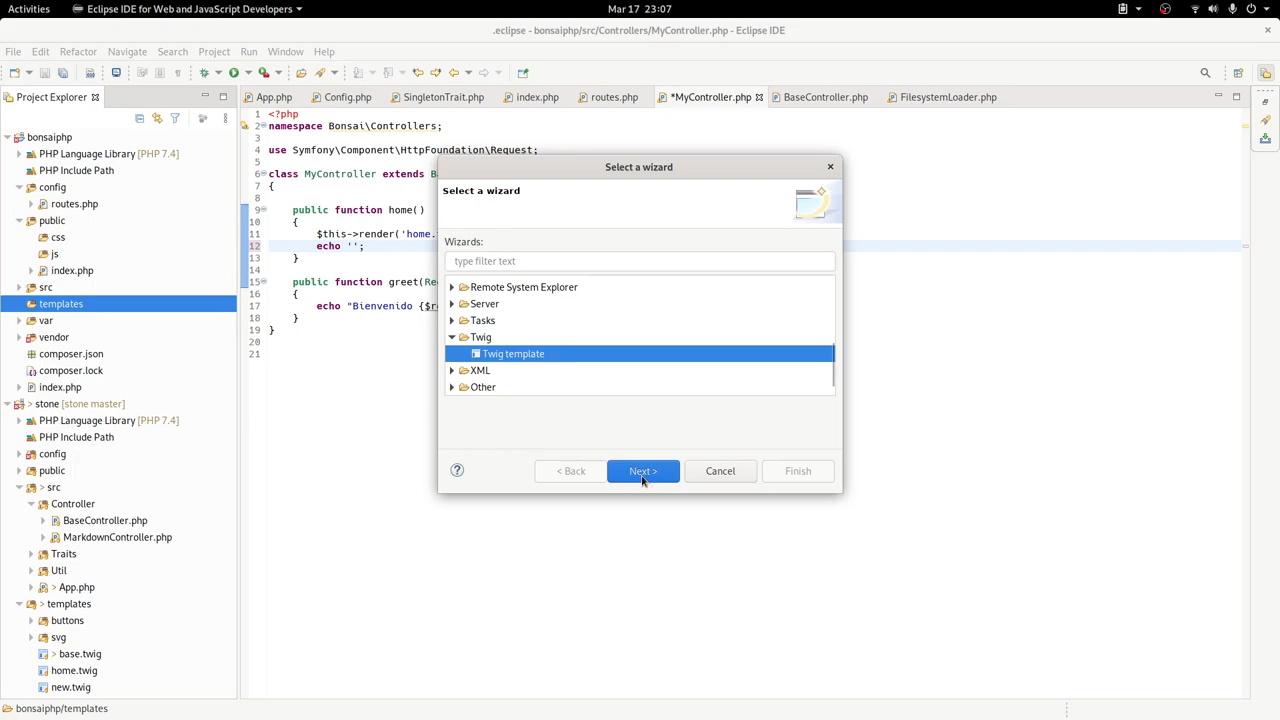 Activities
Eclipse IDE for Web and JavaScript Developers
Mar 17 23:07
.eclipse - bonsaiphp/src/Controllers/MyController.php - Eclipse IDE
File Edit Refactor Navigate Search Project Run Window Help
Project Explorer
App.php
Config.php
SingletonTrait.php
index.php
routes.php
*MyController.php
BaseController.php
FilesystemLoader.php
bonsaiphp
PHP Language Library [PHP 7.4]
PHP Include Path
config
routes.php
public
css
js
index.php
src
templates
var
vendor
composer.json
composer.lock
index.php
> stone [stone master]
PHP Language Library [PHP 7.4]
PHP Include Path
config
public
> src
Controller
BaseController.php
MarkdownController.php
Traits
Util
> App.php
> templates
buttons
svg
> base.twig
home.twig
new.twig
1 <?php
2 namespace Bonsai\Controllers;
3
4 use Symfony\Component\HttpFoundation\Request;
5
6 class MyController extends B
7 {
8
9 public function home()
10 {
11 $this->render('home.
12 echo '';
13 }
14
15 public function greet(Re
16 {
17 echo "Bienvenido {$r
18 }
19 }
20
21
Select a wizard
Select a wizard
Wizards:
type filter text
Remote System Explorer
Server
Tasks
Twig
Twig template
XML
Other
?
< Back
Next >
Cancel
Finish
bonsaiphp/templates